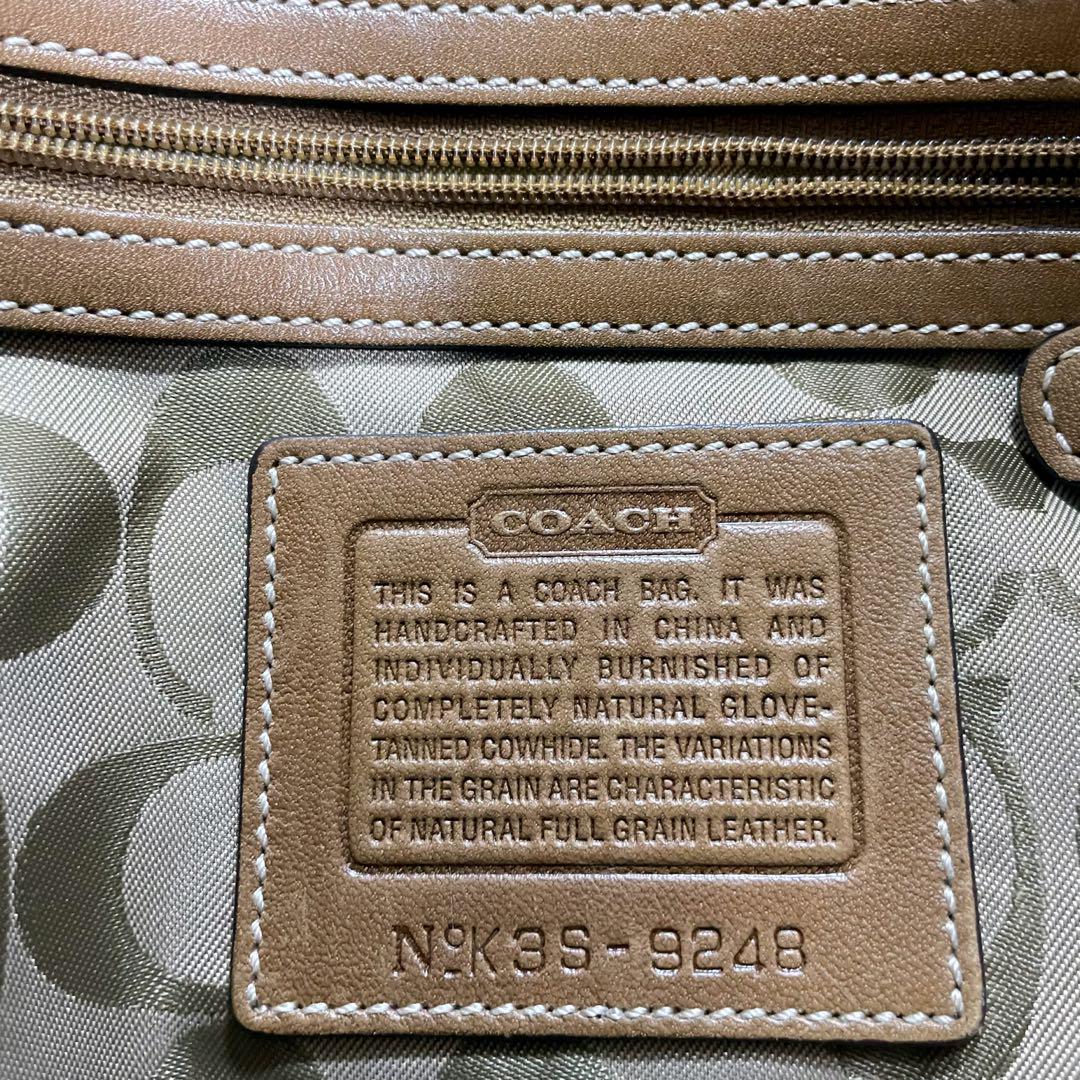 COACH
THIS IS A COACH BAG. IT WAS
HANDCRAFTED IN CHINA AND
INDIVIDUALLY BURNISHED OF
COMPLETELY NATURAL GLOVE-
TANNED COWHIDE. THE VARIATIONS
IN THE GRAIN ARE CHARACTERISTIC
OF NATURAL FULL GRAIN LEATHER.
NoK3S-9248